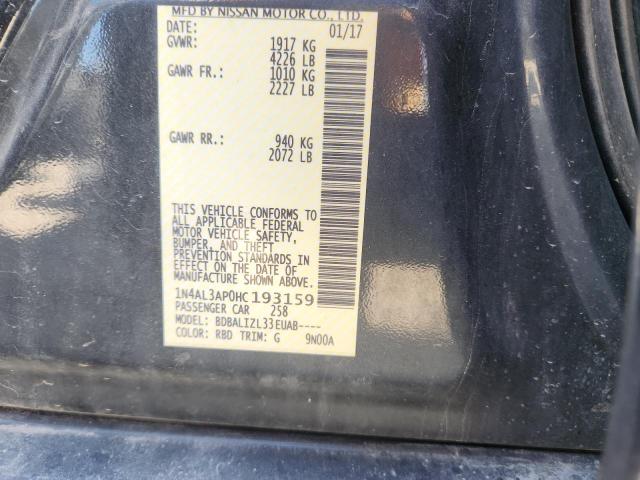 MFD BY NISSAN MOTOR CO., LTD.
DATE: 01/17
GVWR: 1917 KG
4226 LB
GAWR FR.: 1010 KG
2227 LB
GAWR RR.: 940 KG
2072 LB
THIS VEHICLE CONFORMS TO
ALL APPLICABLE FEDERAL
MOTOR VEHICLE SAFETY,
BUMPER, AND THEFT
PREVENTION STANDARDS
IN EFFECT ON THE DATE OF
MANUFACTURE SHOWN ABOVE.
1N4AL3AP0HC193159
PASSENGER CAR 258
MODEL: BDBALIZL33EUAB----
COLOR: RBD TRIM: G 9N00A